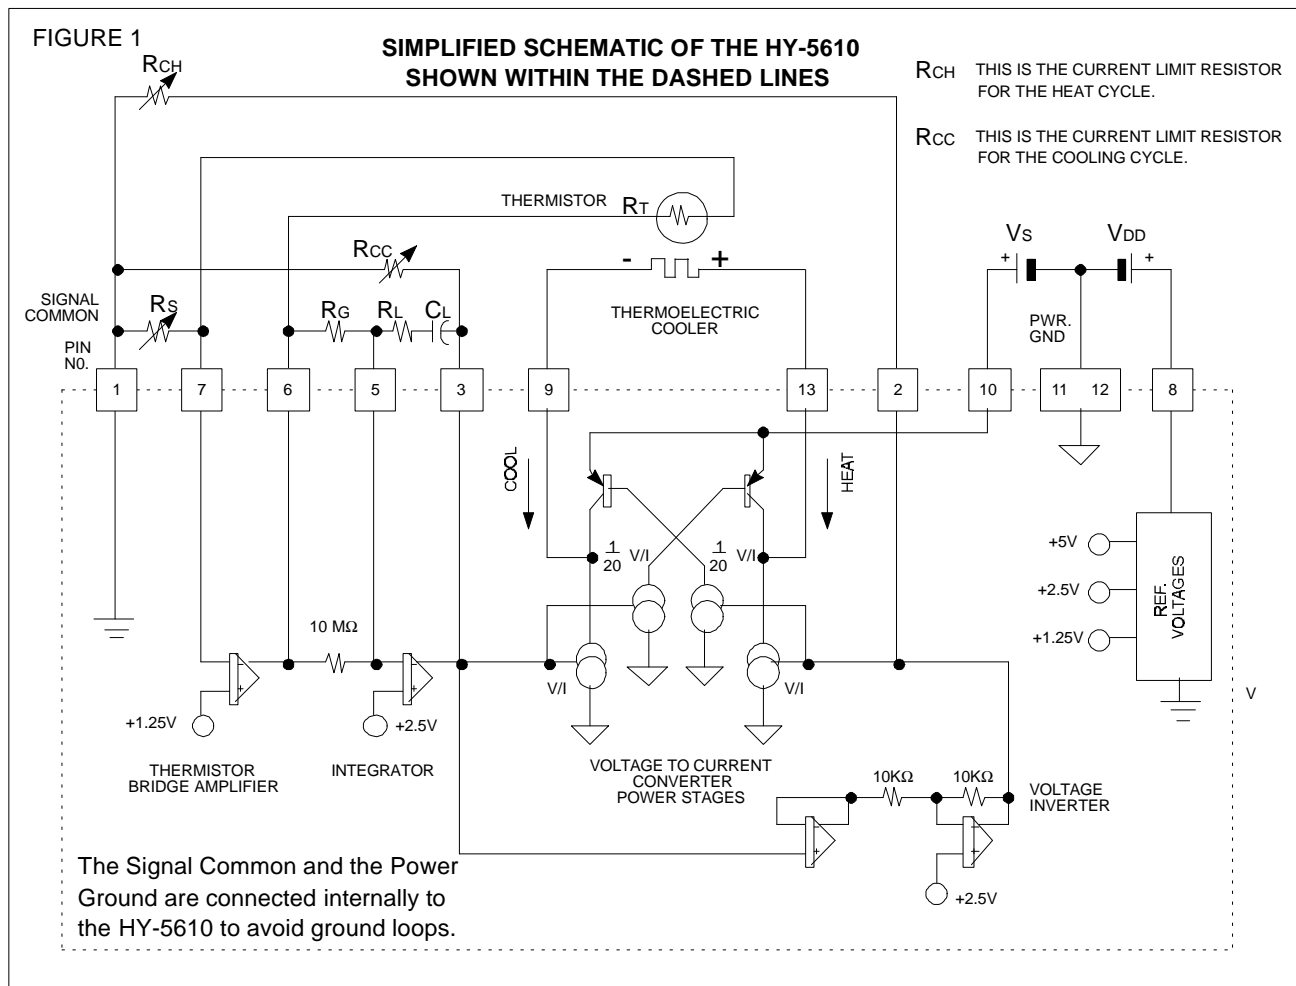 FIGURE 1
SIMPLIFIED SCHEMATIC OF THE HY-5610
SHOWN WITHIN THE DASHED LINES
RCH
RCH THIS IS THE CURRENT LIMIT RESISTOR
FOR THE HEAT CYCLE.
RCC THIS IS THE CURRENT LIMIT RESISTOR
FOR THE COOLING CYCLE.
THERMISTOR RT
RCC
- +
THERMOELECTRIC
COOLER
VS VDD
+ +
SIGNAL
COMMON
RS RG RL CL
PWR.
GND
PIN
N0.
1 7 6 5 3 9 13 2 10 11 12 8
COOL
HEAT
1
20
V/I
1
20
V/I
+5V
+2.5V
+1.25V
REF.
VOLTAGES
10 MΩ
- + - +
V/I V/I
+1.25V
+2.5V
V
THERMISTOR
BRIDGE AMPLIFIER
INTEGRATOR
VOLTAGE TO CURRENT
CONVERTER
POWER STAGES
10KΩ 10KΩ
VOLTAGE
INVERTER
- + - +
+2.5V
The Signal Common and the Power
Ground are connected internally to
the HY-5610 to avoid ground loops.